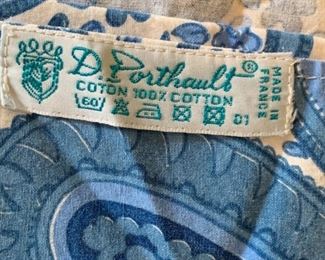 D. Porthault ®
COTON 100% COTTON
60° 01
MADE IN
FRANCE